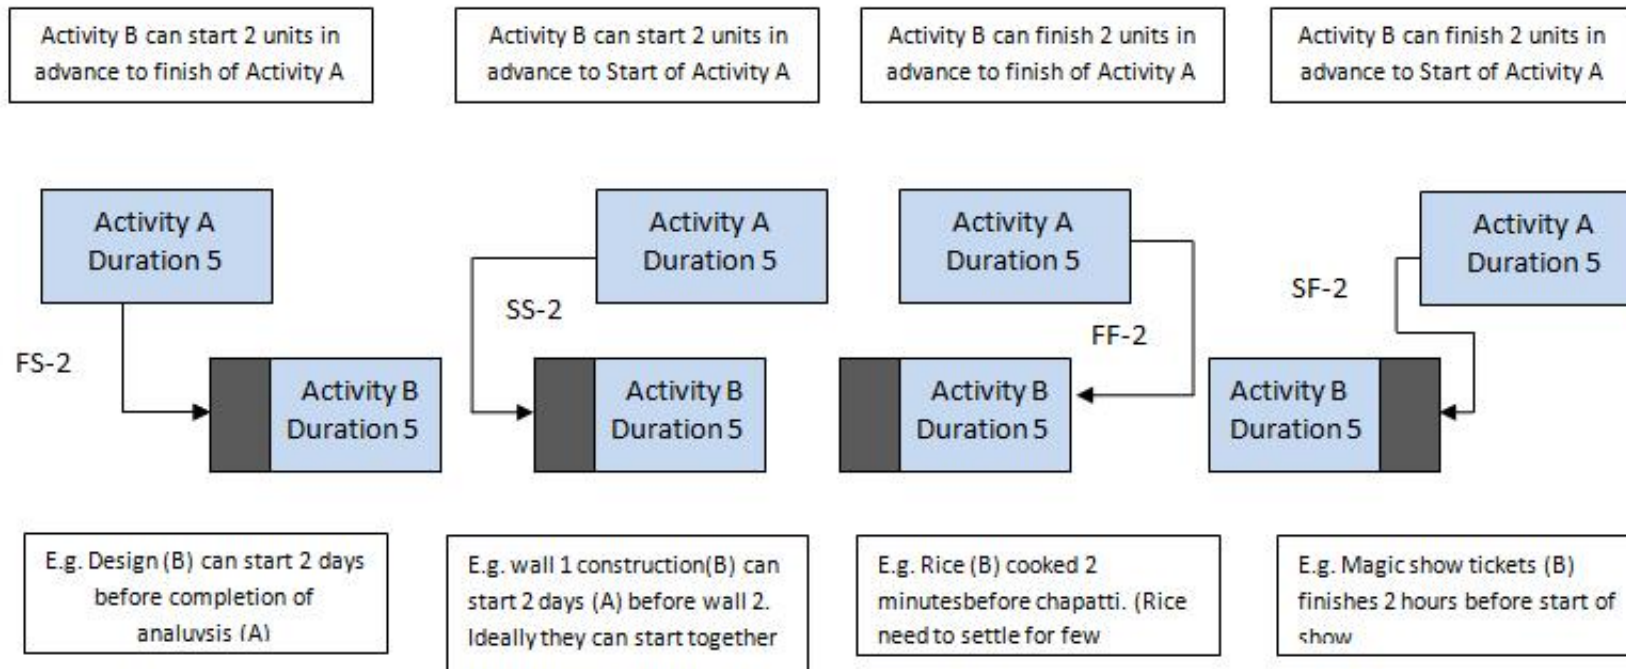 Activity B can start 2 units in
advance to finish of Activity A
Activity B can start 2 units in
advance to Start of Activity A
Activity B can finish 2 units in
advance to finish of Activity A
Activity B can finish 2 units in
advance to Start of Activity A
Activity A
Duration 5
Activity A
Duration 5
Activity A
Duration 5
Activity A
Duration 5
FS-2
SS-2
FF-2
SF-2
Activity B
Duration 5
Activity B
Duration 5
Activity B
Duration 5
Activity B
Duration 5
E.g. Design (B) can start 2 days
before completion of
analuvsis (A)
E.g. wall 1 construction(B) can
start 2 days (A) before wall 2.
Ideally they can start together
E.g. Rice (B) cooked 2
minutesbefore chapatti. (Rice
need to settle for few
E.g. Magic show tickets (B)
finishes 2 hours before start of
show